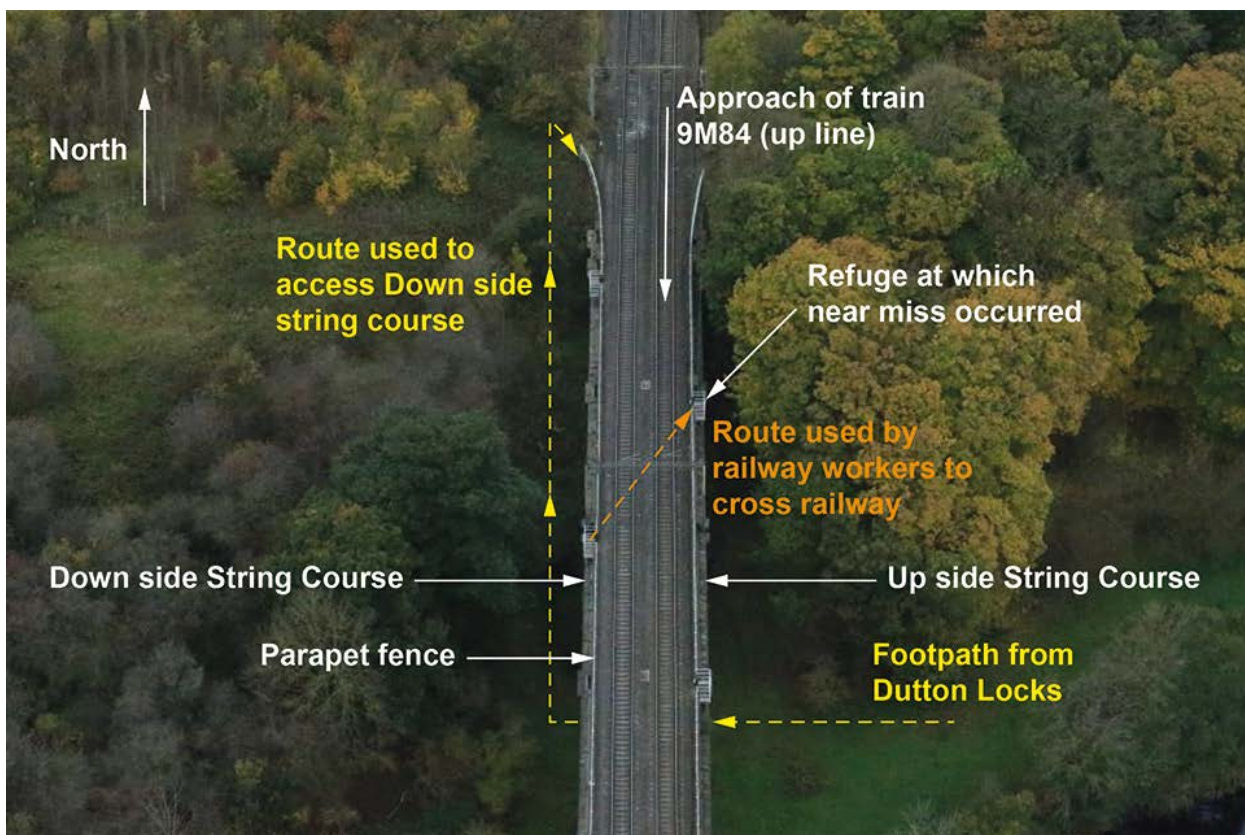 Approach of train
9M84 (up line)
North
Route used to
access Down side
string course
Refuge at which
near miss occurred
Route used by
railway workers to
cross railway
Down side String Course
Up side String Course
Parapet fence
Footpath from
Dutton Locks